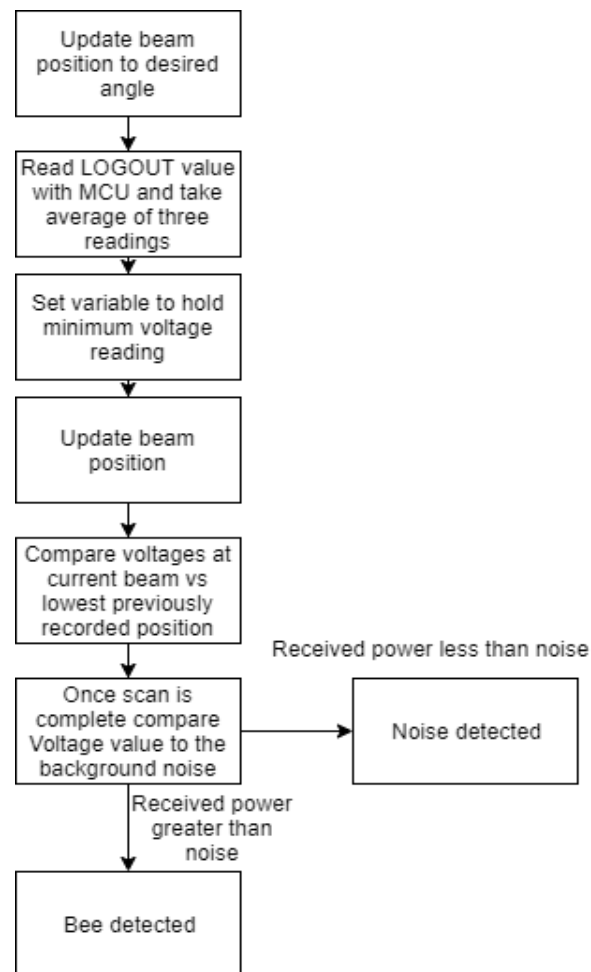 Update beam
position to desired
angle
Read LOGOUT value
with MCU and take
average of three
readings
Set variable to hold
minimum voltage
reading
Update beam
position
Compare voltages at
current beam vs
lowest previously
recorded position
Received power less than noise
Once scan is
complete compare
Voltage value to the
background noise
Noise detected
Received power
greater than
noise
Bee detected